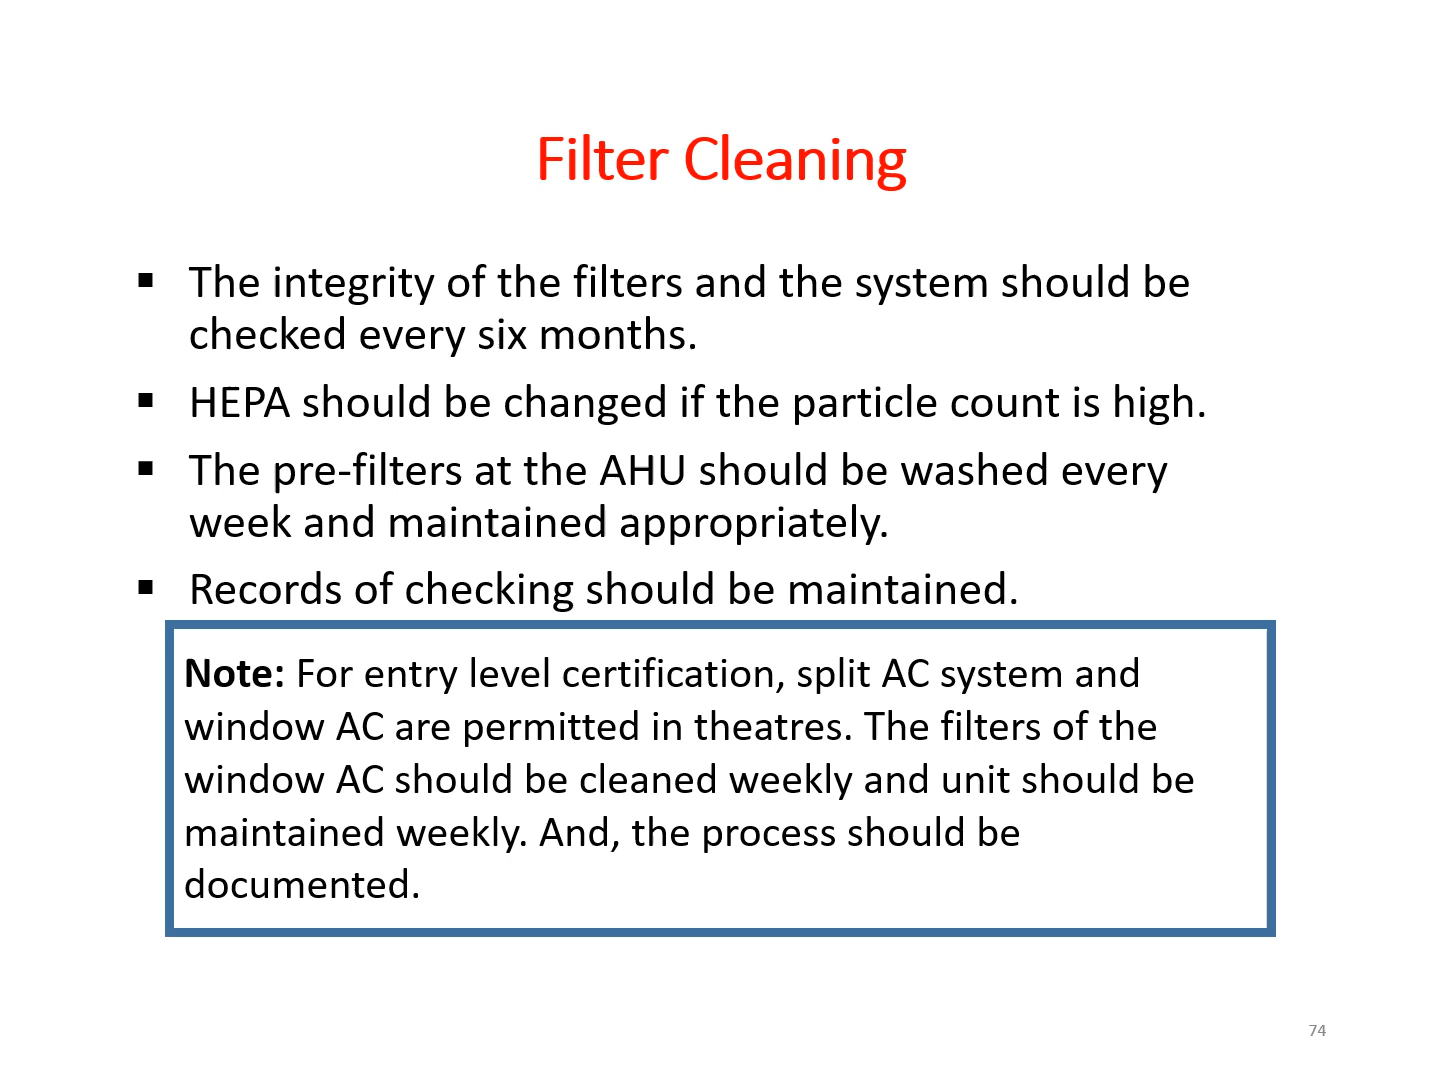 Filter Cleaning
▪ The integrity of the filters and the system should be
checked every six months.
▪ HEPA should be changed if the particle count is high.
▪ The pre-filters at the AHU should be washed every
week and maintained appropriately.
▪ Records of checking should be maintained.
Note: For entry level certification, split AC system and
window AC are permitted in theatres. The filters of the
window AC should be cleaned weekly and unit should be
maintained weekly. And, the process should be
documented.
74